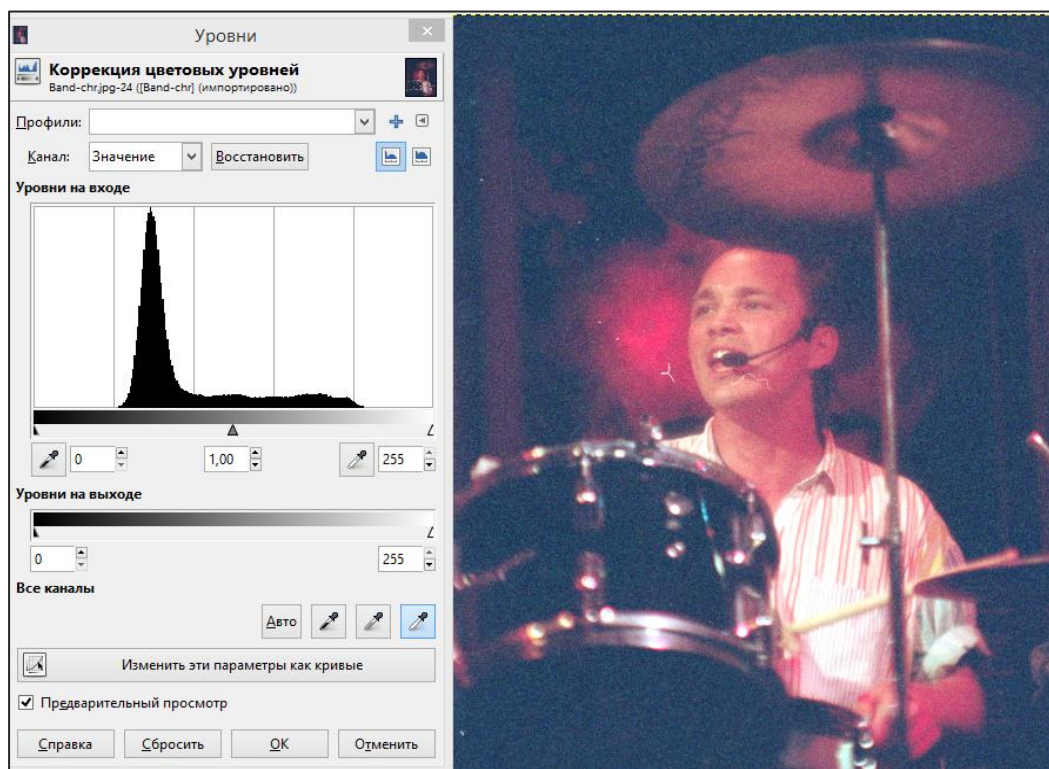 Уровни
Коррекция цветовых уровней
Band-chr.jpg-24 ([Band-chr] (импортировано))
Профили:
Канал: Значение Восстановить
Уровни на входе
0 1,00 255
Уровни на выходе
0 255
Все каналы
Авто
Изменить эти параметры как кривые
Предварительный просмотр
Справка Сбросить OK Отменить